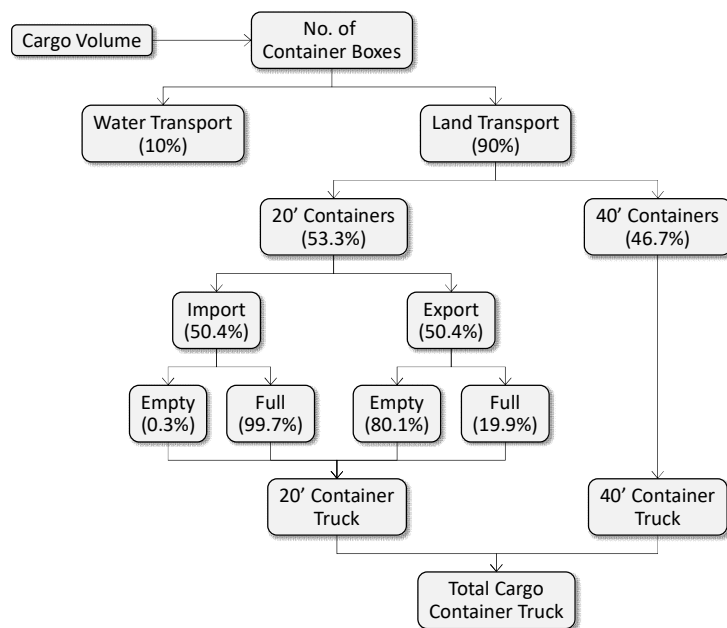 Cargo Volume
No. of
Container Boxes
Water Transport
(10%)
Land Transport
(90%)
20’ Containers
(53.3%)
40’ Containers
(46.7%)
Import
(50.4%)
Export
(50.4%)
Empty
(0.3%)
Full
(99.7%)
Empty
(80.1%)
Full
(19.9%)
20’ Container
Truck
40’ Container
Truck
Total Cargo
Container Truck